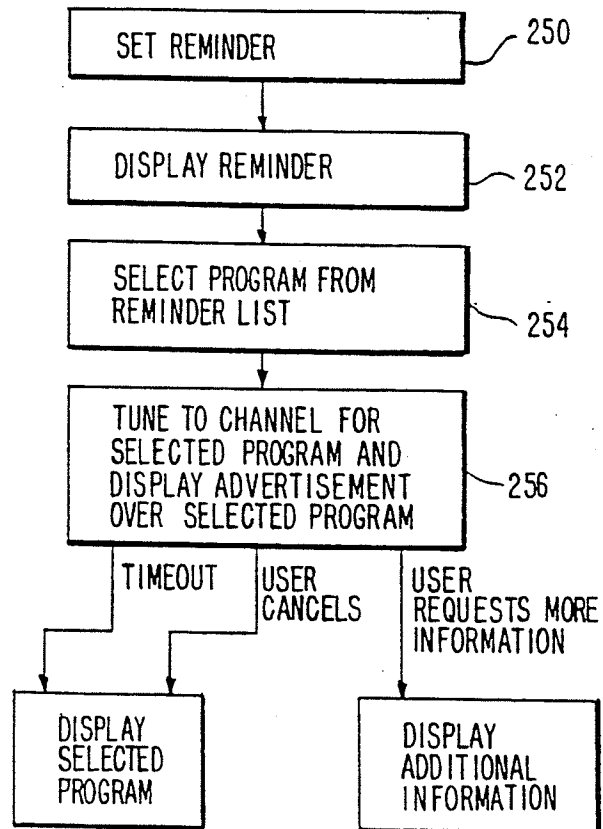 SET REMINDER
250
DISPLAY REMINDER
252
SELECT PROGRAM FROM
REMINDER LIST
254
TUNE TO CHANNEL FOR
SELECTED PROGRAM AND
DISPLAY ADVERTISEMENT
OVER SELECTED PROGRAM
256
TIMEOUT
USER
CANCELS
USER
REQUESTS MORE
INFORMATION
DISPLAY
SELECTED
PROGRAM
DISPLAY
ADDITIONAL
INFORMATION